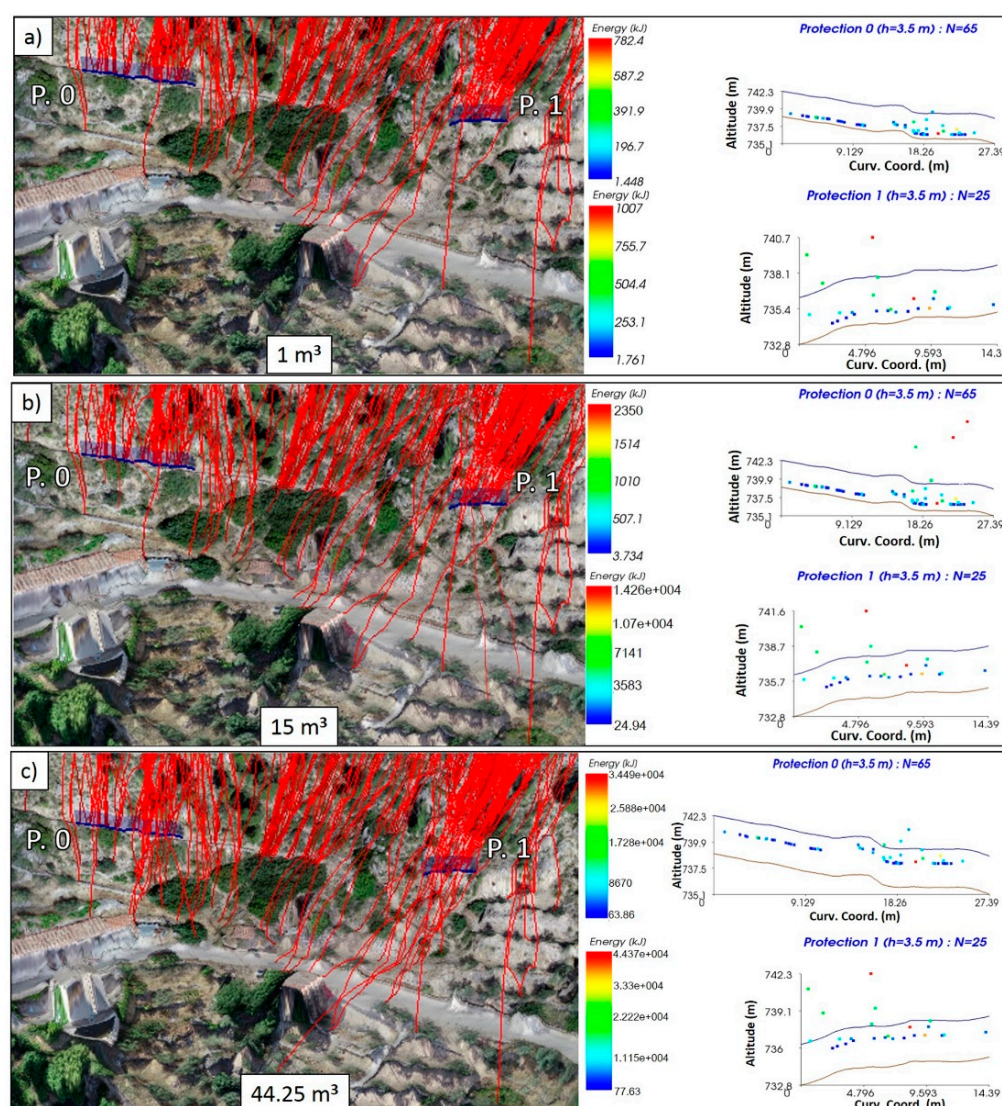 a)
P. 0
P. 1
1 m³
Energy (kJ)
782.4
587.2
391.9
196.7
1.448
Energy (kJ)
1007
755.7
504.4
253.1
1.761
Protection 0 (h=3.5 m) : N=65
Altitude (m)
742.3
739.9
737.5
735.1
0
9.129
18.26
27.39
Curv. Coord. (m)
Protection 1 (h=3.5 m) : N=25
Altitude (m)
740.7
738.1
735.4
732.8
0
4.796
9.593
14.39
Curv. Coord. (m)
b)
P. 0
P. 1
15 m³
Energy (kJ)
2350
1514
1010
507.1
3.734
Energy (kJ)
1.426e+004
1.07e+004
7141
3583
24.94
Protection 0 (h=3.5 m) : N=65
Altitude (m)
742.3
739.9
737.5
735.1
0
9.129
18.26
27.39
Curv. Coord. (m)
Protection 1 (h=3.5 m) : N=25
Altitude (m)
741.6
738.7
735.7
732.8
0
4.796
9.593
14.39
Curv. Coord. (m)
c)
P. 0
P. 1
44.25 m³
Energy (kJ)
3.449e+004
2.588e+004
1.728e+004
8670
63.86
Energy (kJ)
4.437e+004
3.33e+004
2.222e+004
1.115e+004
77.63
Protection 0 (h=3.5 m) : N=65
Altitude (m)
742.3
739.9
737.5
735.1
0
9.129
18.26
27.39
Curv. Coord. (m)
Protection 1 (h=3.5 m) : N=25
Altitude (m)
742.3
739.1
736
732.8
0
4.796
9.593
14.39
Curv. Coord. (m)